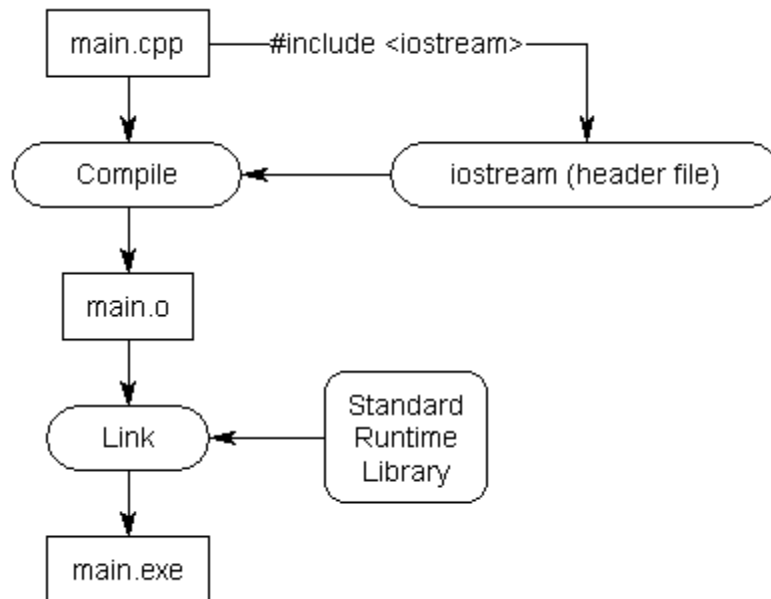 main.cpp
#include <iostream>
Compile
iostream (header file)
main.o
Link
Standard
Runtime
Library
main.exe